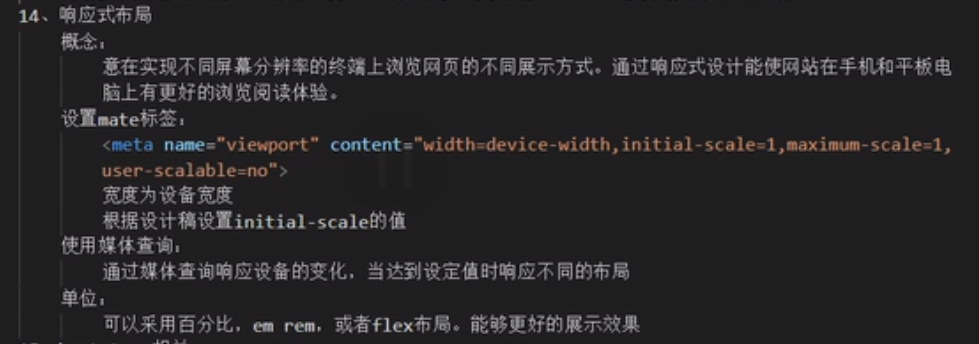 14、响应式布局
概念：
意在实现不同屏幕分辨率的终端上浏览网页的不同展示方式。通过响应式设计能使网站在手机和平板电
脑上有更好的浏览阅读体验。
设置mate标签：
<meta name="viewport" content="width=device-width,initial-scale=1,maximum-scale=1,
user-scalable=no">
宽度为设备宽度
根据设计稿设置initial-scale的值
使用媒体查询：
通过媒体查询响应设备的变化，当达到设定值时响应不同的布局
单位：
可以采用百分比，em rem，或者flex布局。能够更好的展示效果